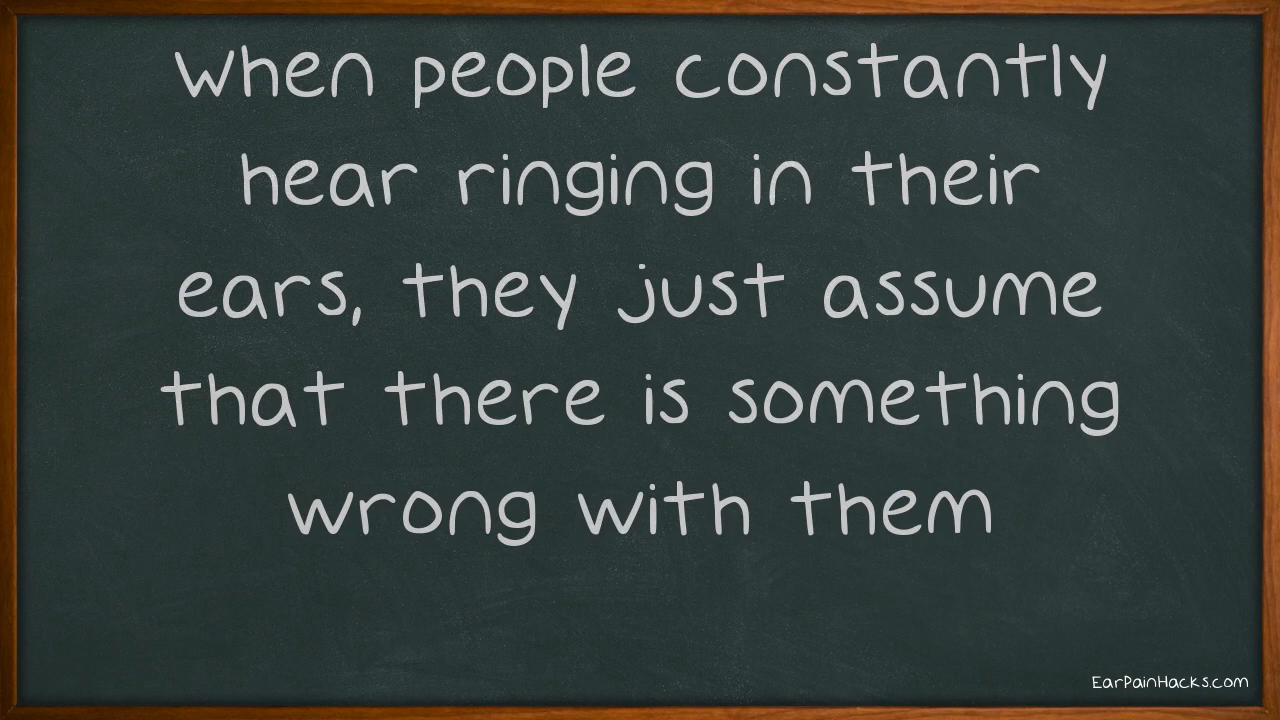 When people constantly
hear ringing in their
ears, they just assume
that there is something
wrong with them
EarPainHacks.com